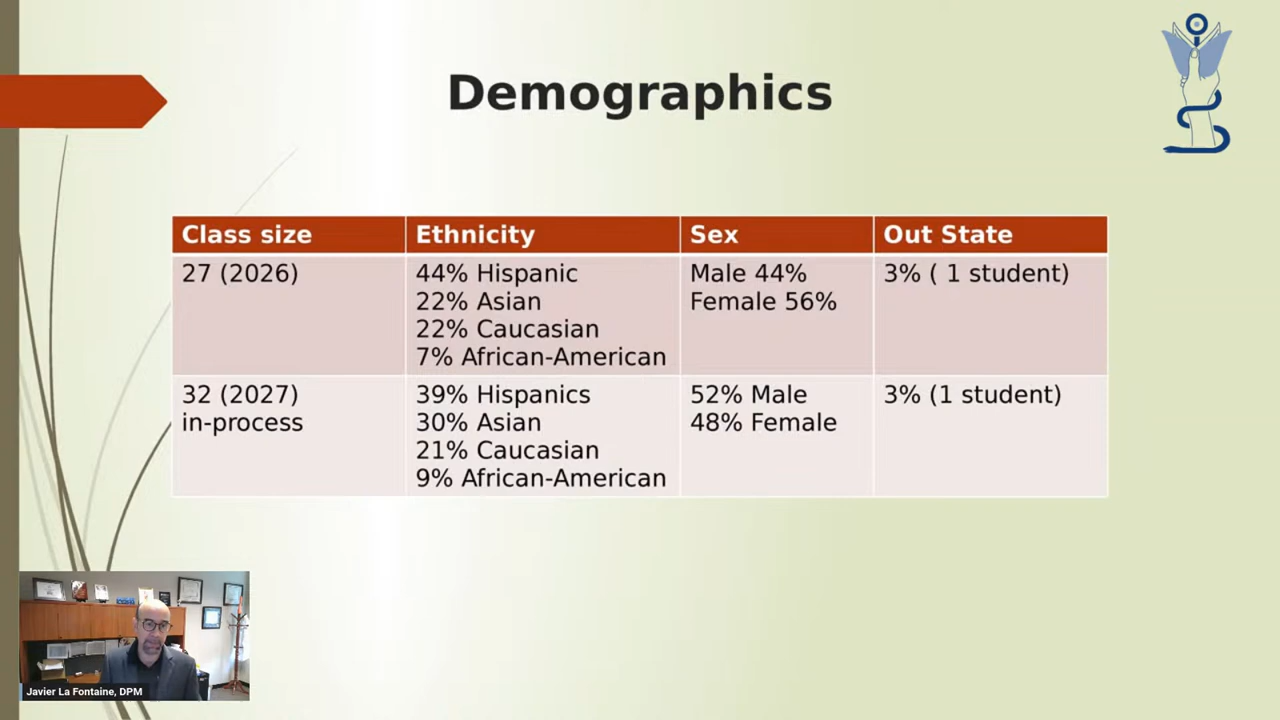 Demographics
Class size
Ethnicity
Sex
Out State
27 (2026)
44% Hispanic
22% Asian
22% Caucasian
7% African-American
Male 44%
Female 56%
3% ( 1 student)
32 (2027)
in-process
39% Hispanics
30% Asian
21% Caucasian
9% African-American
52% Male
48% Female
3% (1 student)
Javier La Fontaine, DPM